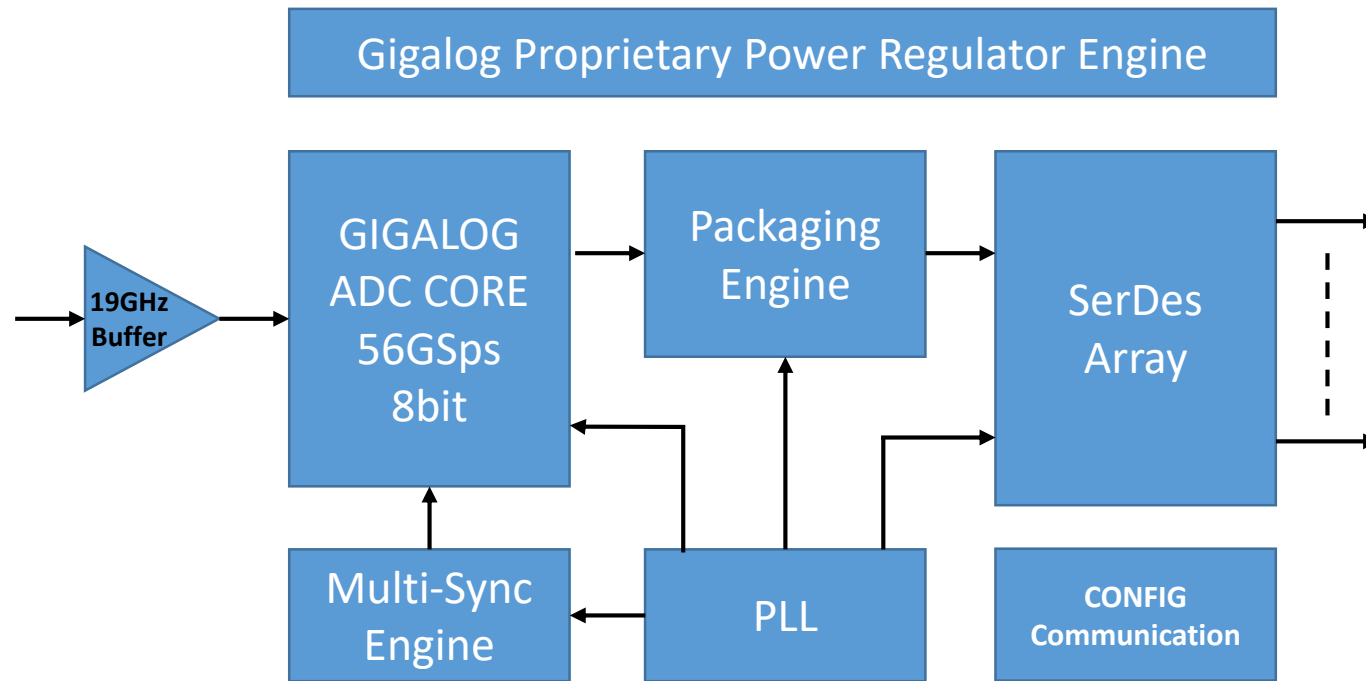 Gigalog Proprietary Power Regulator Engine
19GHz
Buffer
GIGALOG
ADC CORE
56GSps
8bit
Packaging
Engine
SerDes
Array
Multi-Sync
Engine
PLL
CONFIG
Communication